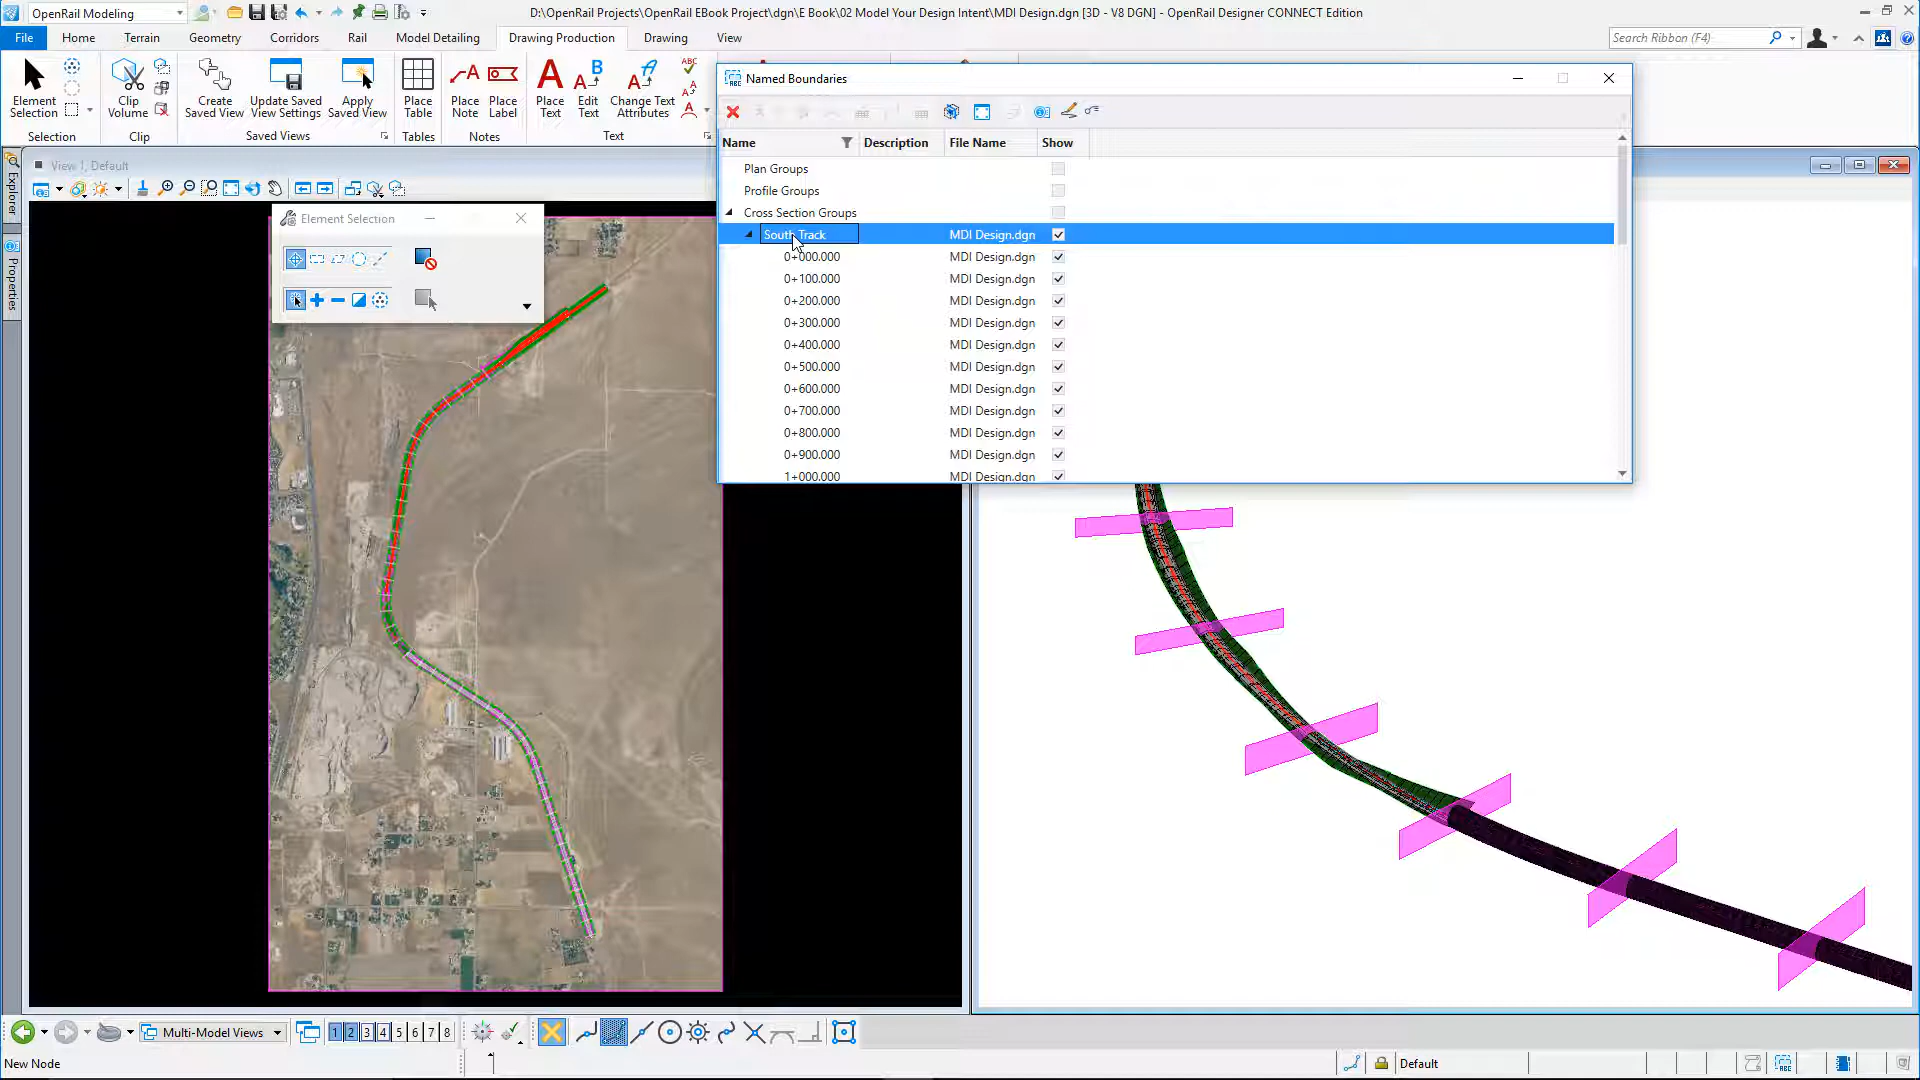 OpenRail Modeling
D:\OpenRail Projects\OpenRail EBook Project\dgn\E Book\02 Model Your Design Intent\MDI Design.dgn [3D - V8 DGN] - OpenRail Designer CONNECT Edition
File Home Terrain Geometry Corridors Rail Model Detailing Drawing Production Drawing View
Search Ribbon (F4)
Element Selection
Clip Volume
Create Saved View
Update Saved View Settings
Apply Saved View
Place Table
Place Note
Place Label
Place Text
Edit Text
Change Text Attributes
Selection Clip Saved Views Tables Notes Text
Named Boundaries
Name Description File Name Show
Plan Groups
Profile Groups
Cross Section Groups
South Track MDI Design.dgn
0+000.000 MDI Design.dgn
0+100.000 MDI Design.dgn
0+200.000 MDI Design.dgn
0+300.000 MDI Design.dgn
0+400.000 MDI Design.dgn
0+500.000 MDI Design.dgn
0+600.000 MDI Design.dgn
0+700.000 MDI Design.dgn
0+800.000 MDI Design.dgn
0+900.000 MDI Design.dgn
1+000.000 MDI Design.dgn
View 1, Default
Explorer
Properties
Element Selection
Multi-Model Views
1 2 3 4 5 6 7 8
New Node
Default